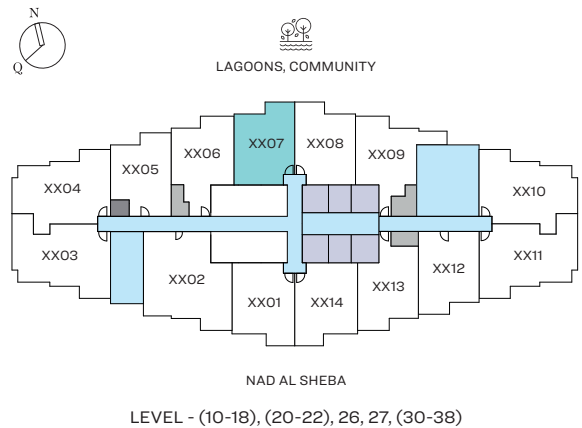 N
Q
LAGOONS, COMMUNITY
XX07
XX08
XX06
XX09
XX05
XX04
XX10
XX03
XX02
XX12
XX11
XX01
XX14
XX13
NAD AL SHEBA
LEVEL - (10-18), (20-22), 26, 27, (30-38)